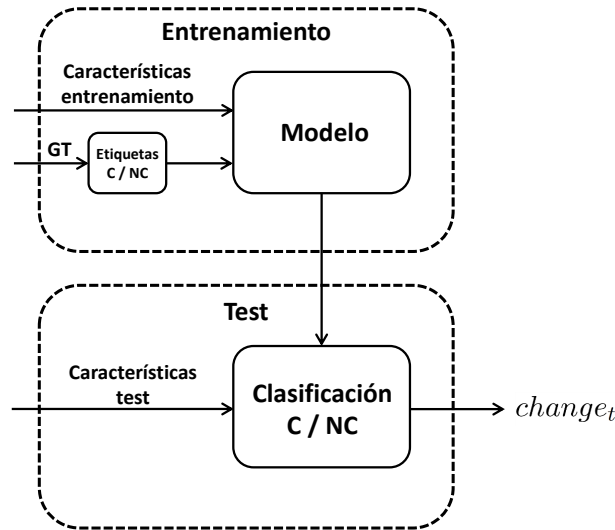 Entrenamiento
Características
entrenamiento
Modelo
GT
Etiquetas
C / NC
Test
Características
test
Clasificación
C / NC
change_t